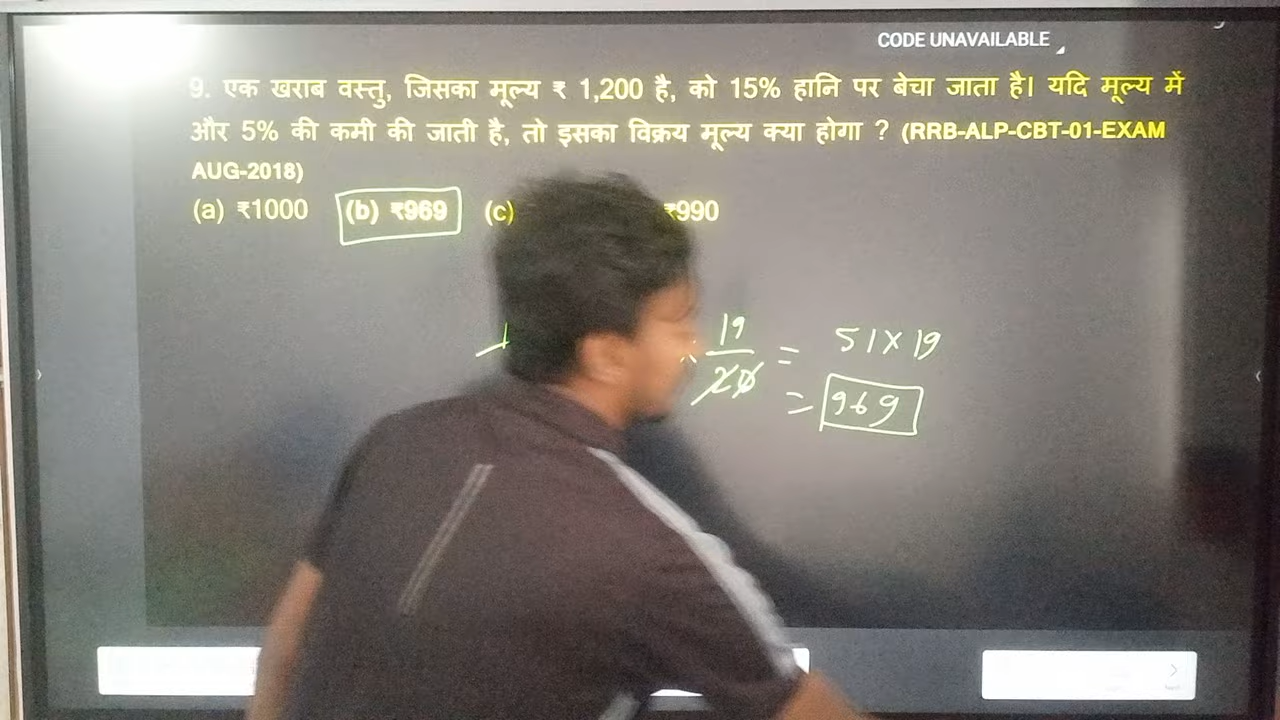 CODE UNAVAILABLE
9. एक खराब वस्तु, जिसका मूल्य ₹ 1,200 है, को 15% हानि पर बेचा जाता है। यदि मूल्य में
और 5% की कमी की जाती है, तो इसका विक्रय मूल्य क्या होगा ? (RRB-ALP-CBT-01-EXAM
AUG-2018)
(a) ₹1000 (b) ₹969 (c) ₹990
19
20
= 51×19
= 969